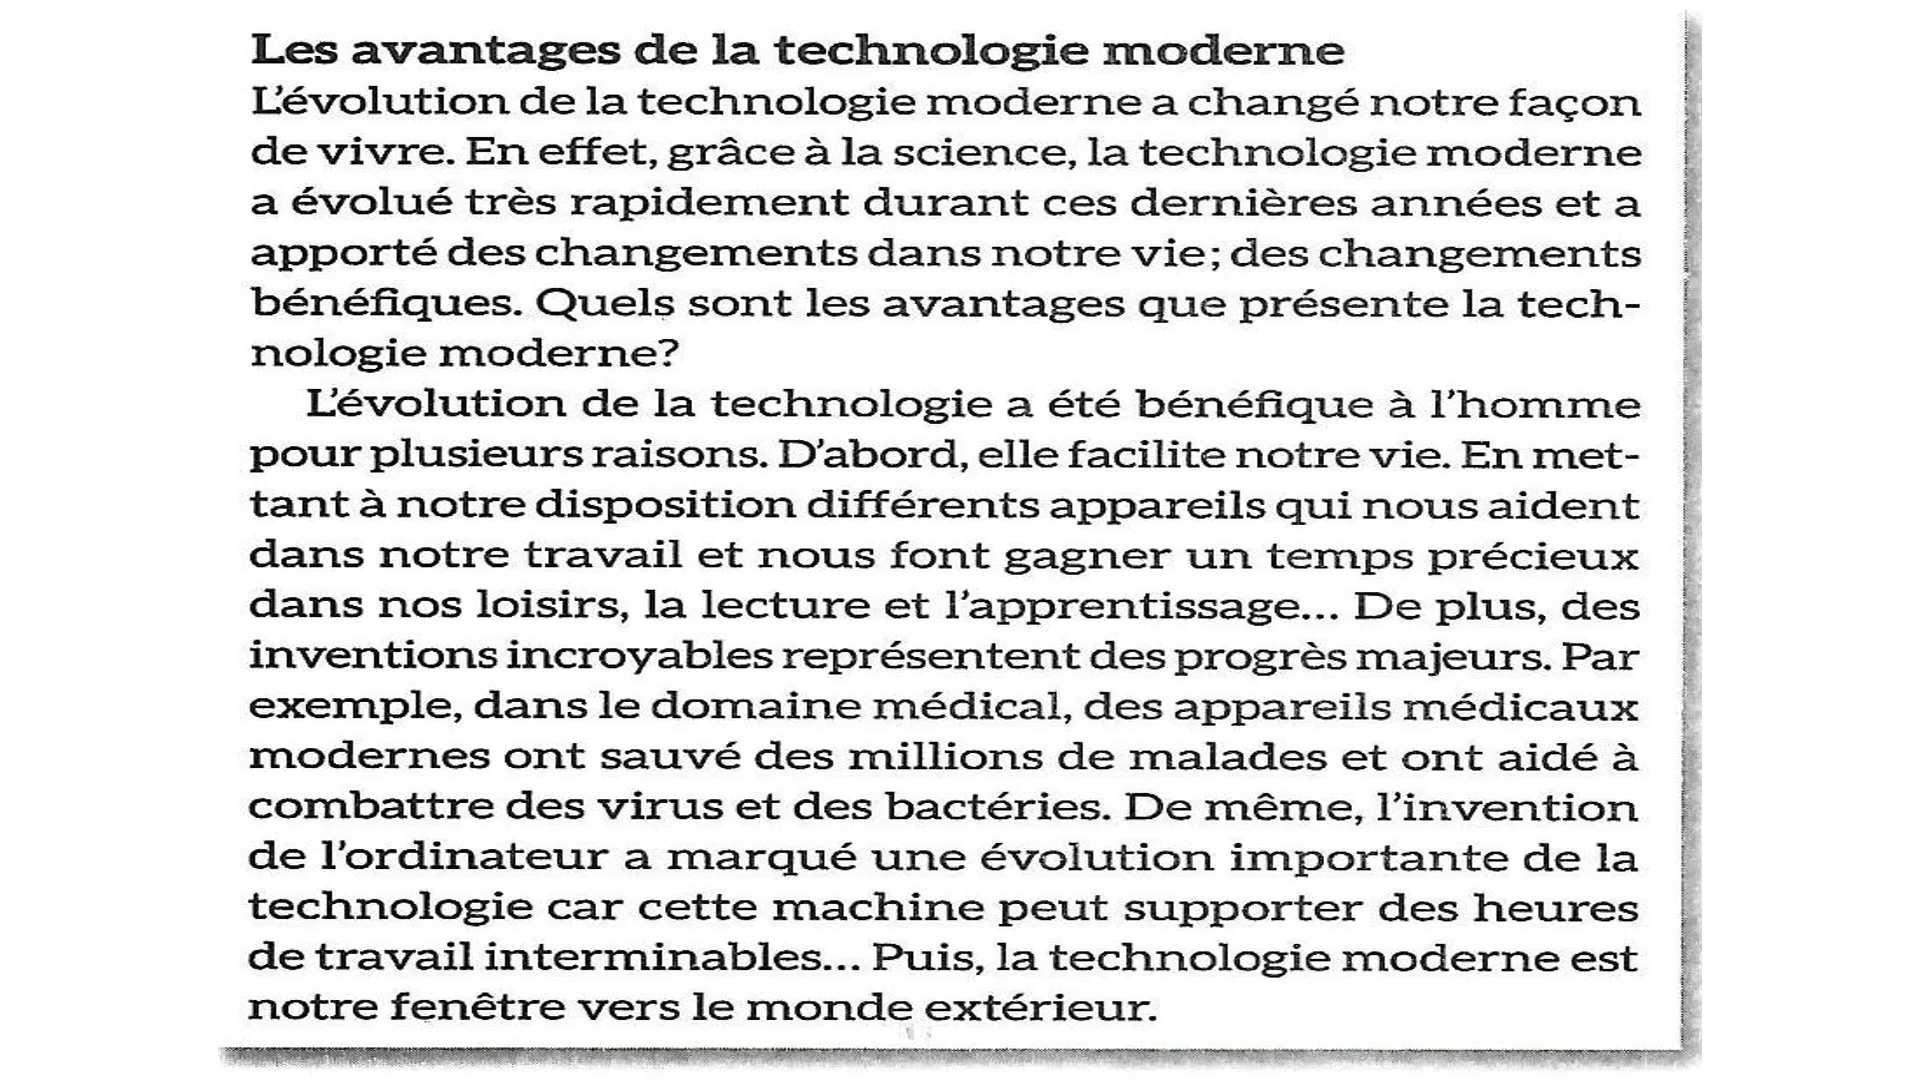 Les avantages de la technologie moderne
L'évolution de la technologie moderne a changé notre façon
de vivre. En effet, grâce à la science, la technologie moderne
a évolué très rapidement durant ces dernières années et a
apporté des changements dans notre vie; des changements
bénéfiques. Quels sont les avantages que présente la tech-
nologie moderne?
L'évolution de la technologie a été bénéfique à l'homme
pour plusieurs raisons. D'abord, elle facilite notre vie. En met-
tant à notre disposition différents appareils qui nous aident
dans notre travail et nous font gagner un temps précieux
dans nos loisirs, la lecture et l'apprentissage... De plus, des
inventions incroyables représentent des progrès majeurs. Par
exemple, dans le domaine médical, des appareils médicaux
modernes ont sauvé des millions de malades et ont aidé à
combattre des virus et des bactéries. De même, l'invention
de l'ordinateur a marqué une évolution importante de la
technologie car cette machine peut supporter des heures
de travail interminables... Puis, la technologie moderne est
notre fenêtre vers le monde extérieur.